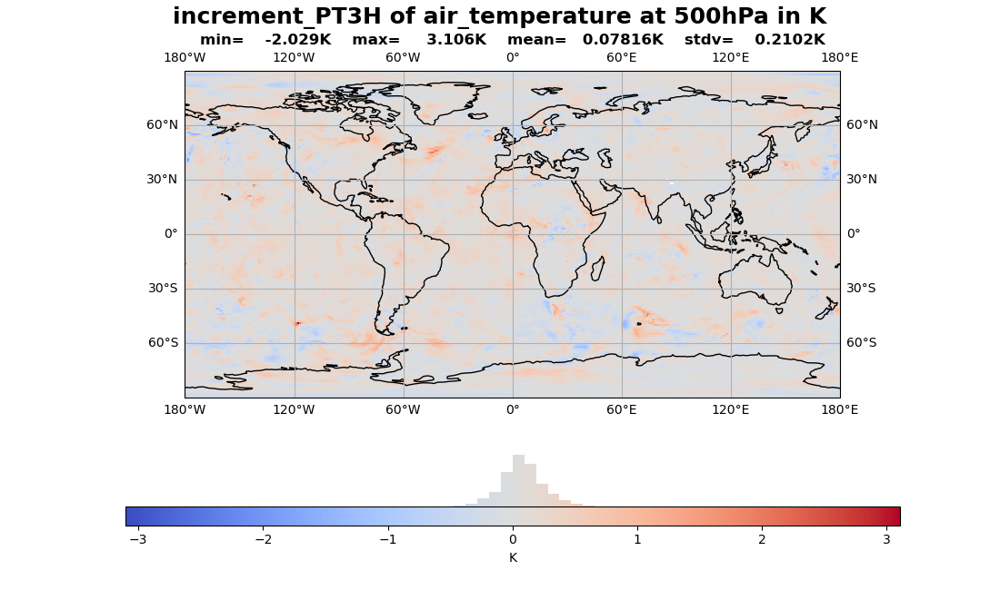 increment_PT3H of air_temperature at 500hPa in K
min= -2.029K max= 3.106K mean= 0.07816K stdv= 0.2102K
180°W 120°W 60°W 0° 60°E 120°E 180°E
60°N 60°N
30°N 30°N
0° 0°
30°S 30°S
60°S 60°S
180°W 120°W 60°W 0° 60°E 120°E 180°E
−3 −2 −1 0 1 2 3
K